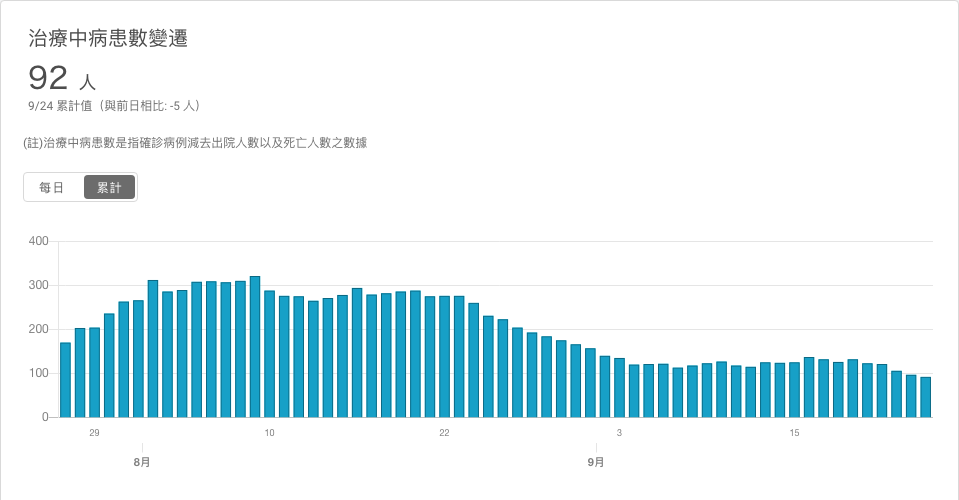 治療中病患數變遷
92 人
9/24 累計值（與前日相比: -5 人）
(註)治療中病患數是指確診病例減去出院人數以及死亡人數之數據
每日 累計
400
300
200
100
0
29 10 22 3 15
8月 9月